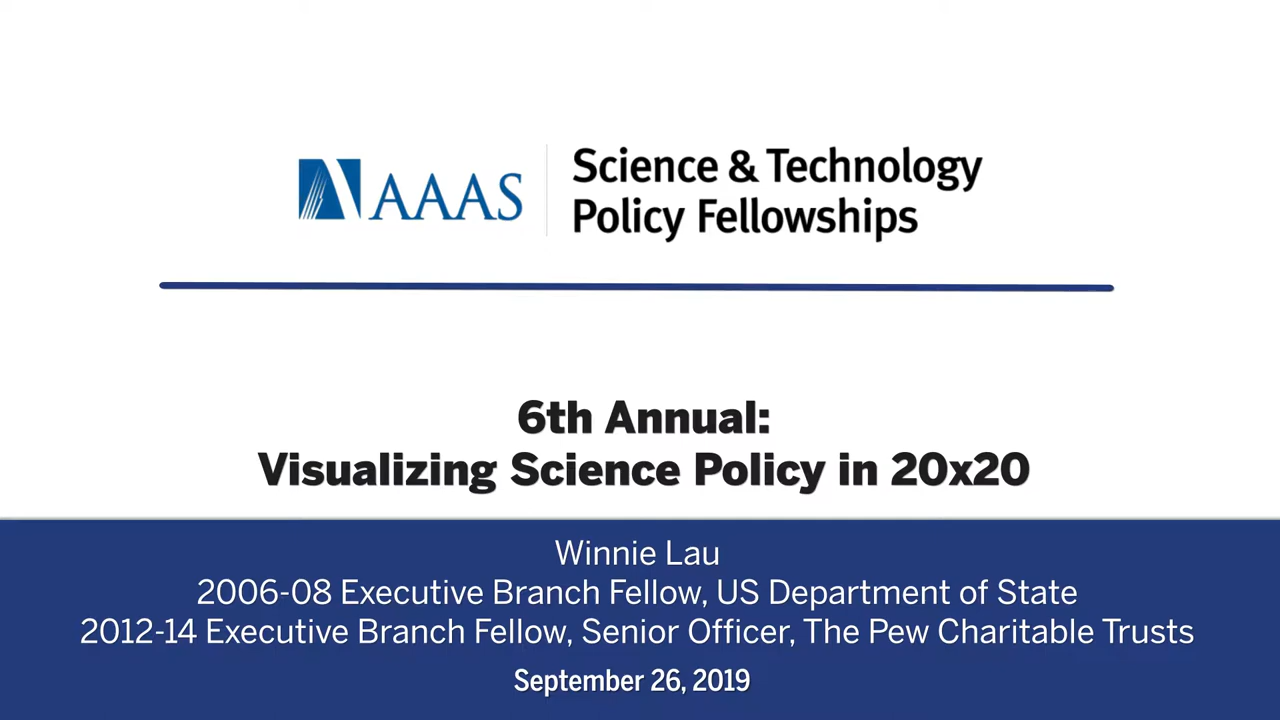 AAAS
Science & Technology
Policy Fellowships
6th Annual:
Visualizing Science Policy in 20x20
Winnie Lau
2006-08 Executive Branch Fellow, US Department of State
2012-14 Executive Branch Fellow, Senior Officer, The Pew Charitable Trusts
September 26, 2019